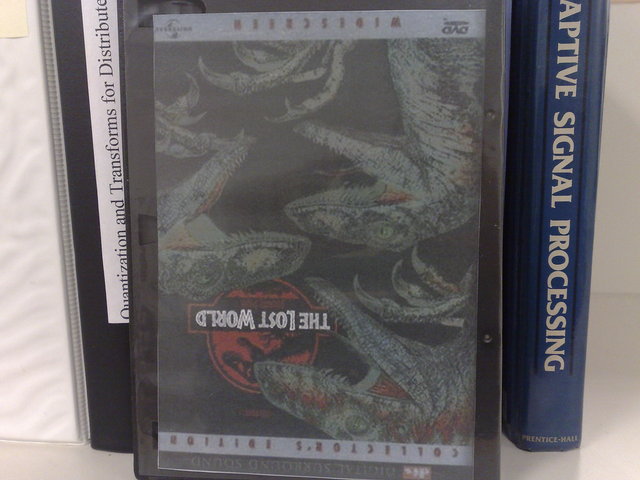 Quantization and Transforms for Distribute
WIDESCREEN
DVD
THE LOST WORLD
COLLECTOR'S EDITION
dts DIGITAL SURROUND SOUND
APTIVE SIGNAL PROCESSING
PRENTICE-HALL